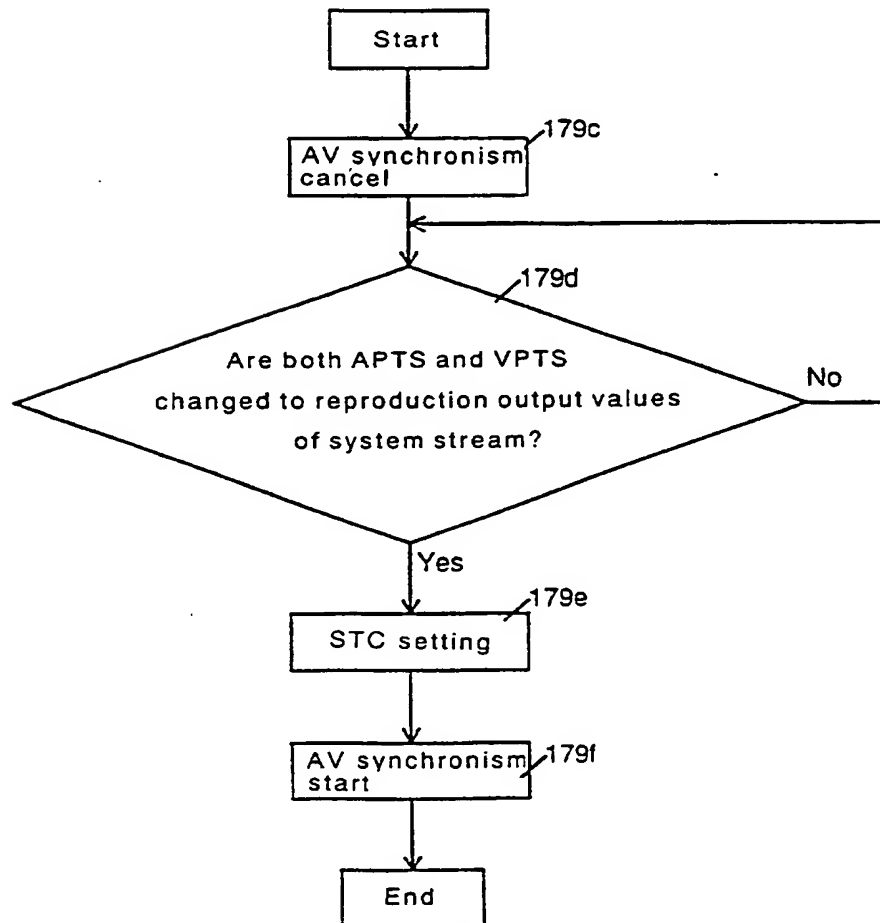 Start
179c
AV synchronism
cancel
179d
Are both APTS and VPTS
changed to reproduction output values
of system stream?
No
Yes
179e
STC setting
179f
AV synchronism
start
End